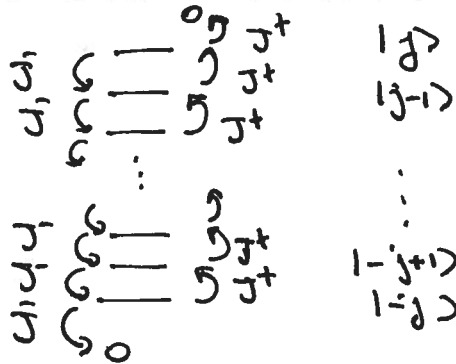 0 J⁺ |j⟩
J⁻ J⁺ |j-1⟩
J⁻ J⁺
⋮ ⋮
J⁻ J⁺ |-j+1⟩
J⁻ J⁺ |-j⟩
J⁻
0